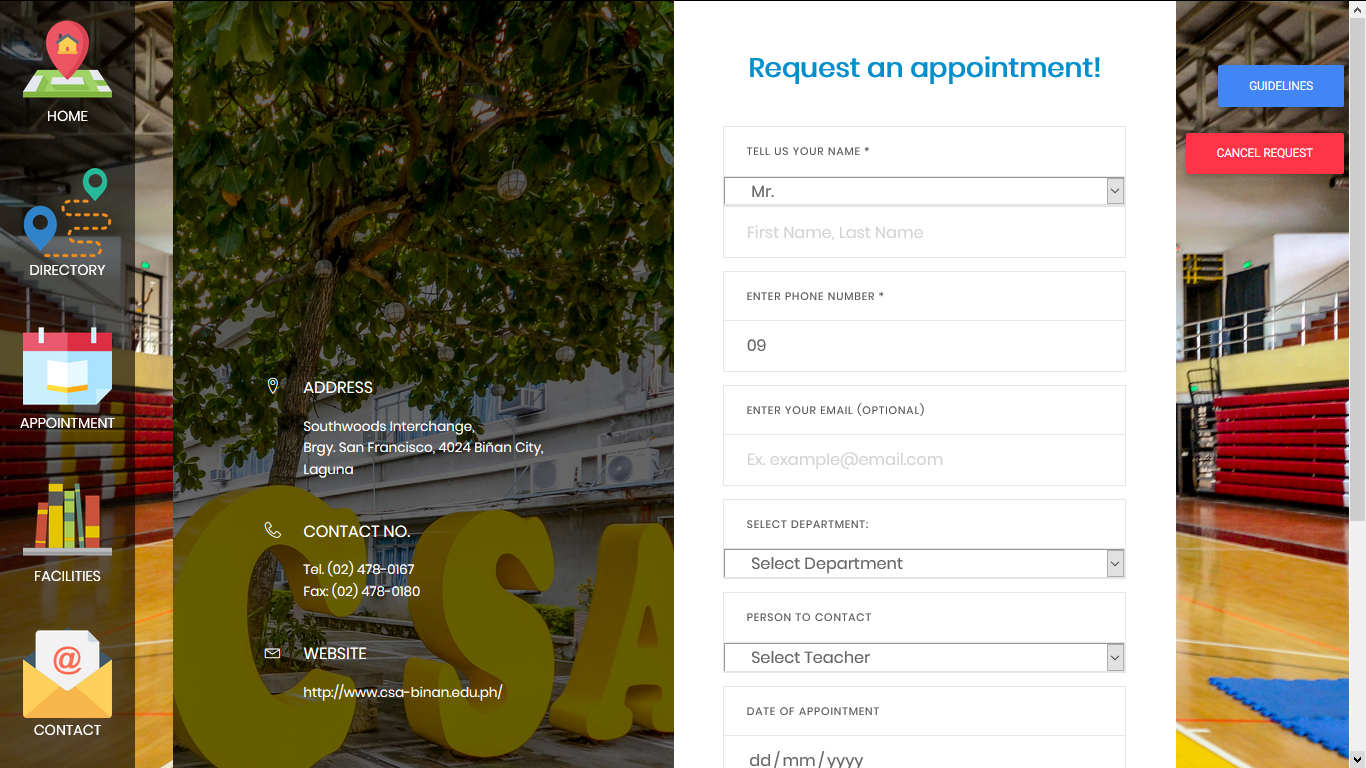 HOME
DIRECTORY
APPOINTMENT
FACILITIES
@
CONTACT
ADDRESS
Southwoods Interchange,
Brgy. San Francisco, 4024 Biñan City,
Laguna
CONTACT NO.
Tel. (02) 478-0167
Fax: (02) 478-0180
WEBSITE
http://www.csa-binan.edu.ph/
CSA
Request an appointment!
TELL US YOUR NAME *
Mr.
First Name, Last Name
ENTER PHONE NUMBER *
09
ENTER YOUR EMAIL (OPTIONAL)
Ex. example@email.com
SELECT DEPARTMENT:
Select Department
PERSON TO CONTACT
Select Teacher
DATE OF APPOINTMENT
dd/mm/yyyy
GUIDELINES
CANCEL REQUEST